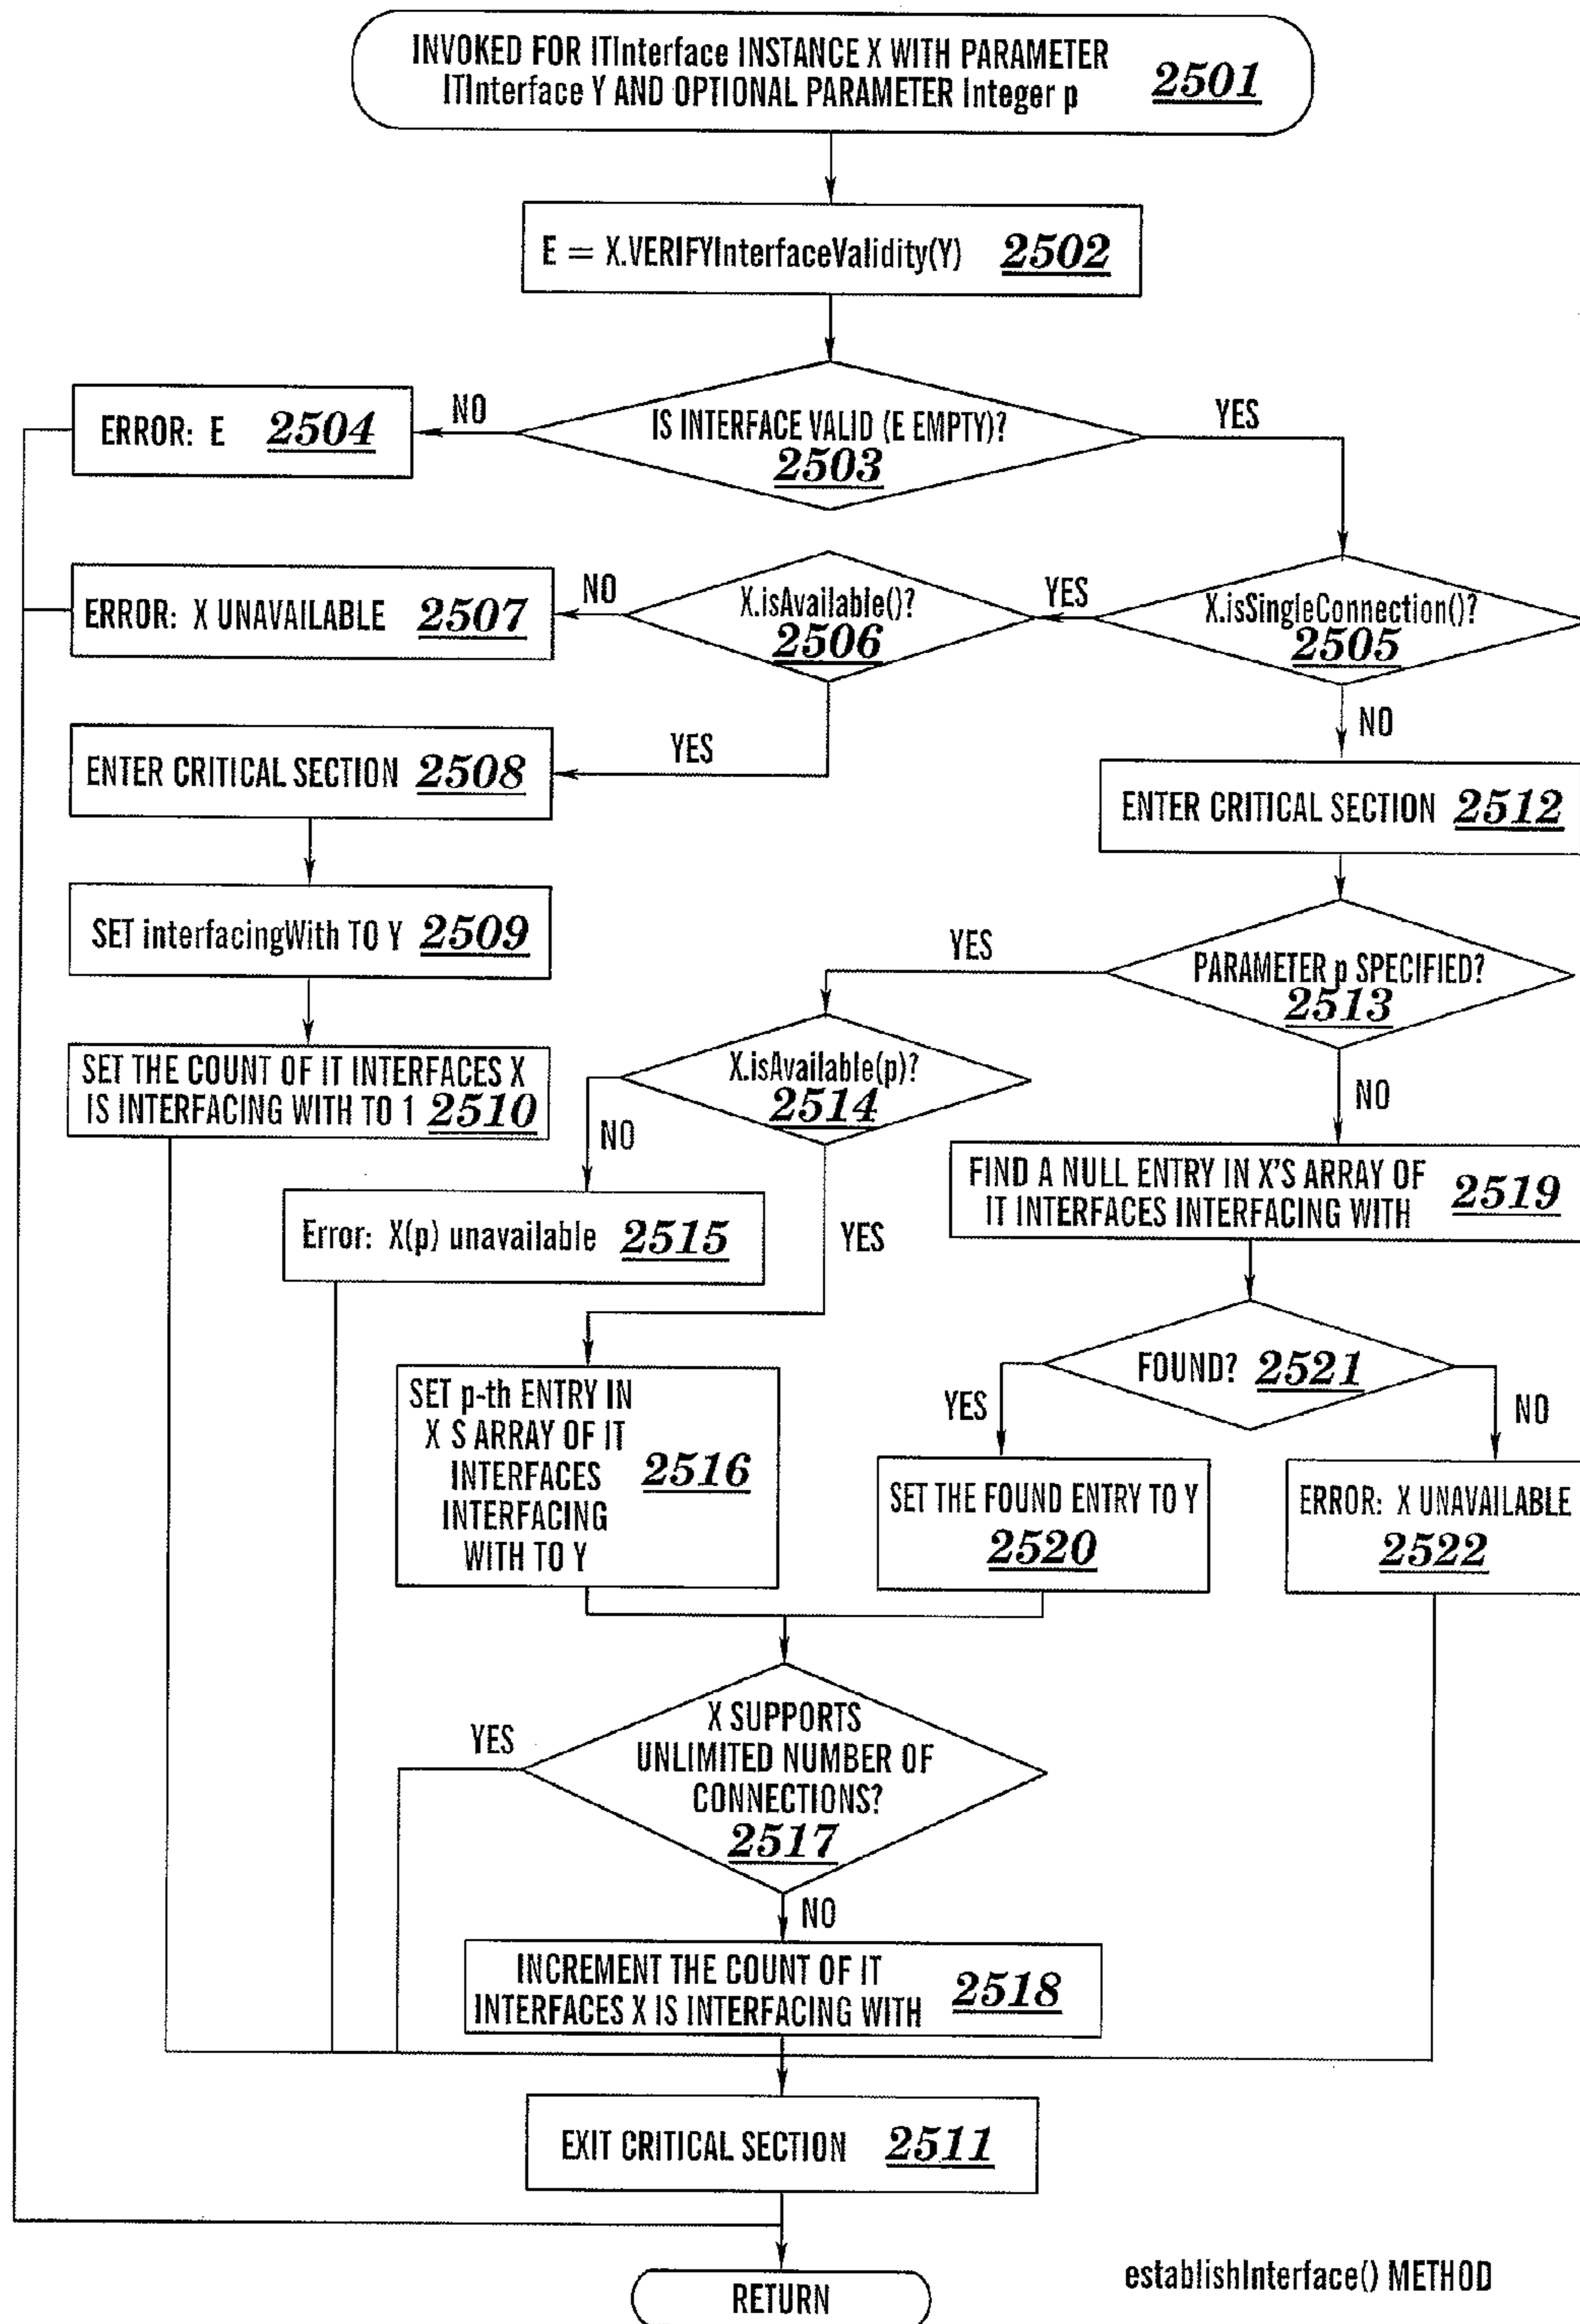 INVOKED FOR ITInterface INSTANCE X WITH PARAMETER
ITInterface Y AND OPTIONAL PARAMETER Integer p 2501
E = X.VERIFYInterfaceValidity(Y) 2502
IS INTERFACE VALID (E EMPTY)?
2503
NO
YES
ERROR: E 2504
X.isSingleConnection()?
2505
YES
NO
X.isAvailable()?
2506
NO
YES
ERROR: X UNAVAILABLE 2507
ENTER CRITICAL SECTION 2508
SET interfacingWith TO Y 2509
SET THE COUNT OF IT INTERFACES X
IS INTERFACING WITH TO 1 2510
ENTER CRITICAL SECTION 2512
PARAMETER p SPECIFIED?
2513
YES
NO
X.isAvailable(p)?
2514
NO
YES
Error: X(p) unavailable 2515
SET p-th ENTRY IN
X S ARRAY OF IT
INTERFACES
INTERFACING
WITH TO Y
2516
FIND A NULL ENTRY IN X'S ARRAY OF
IT INTERFACES INTERFACING WITH
2519
FOUND? 2521
YES
NO
SET THE FOUND ENTRY TO Y
2520
ERROR: X UNAVAILABLE
2522
X SUPPORTS
UNLIMITED NUMBER OF
CONNECTIONS?
2517
YES
NO
INCREMENT THE COUNT OF IT
INTERFACES X IS INTERFACING WITH
2518
EXIT CRITICAL SECTION 2511
RETURN
establishInterface() METHOD